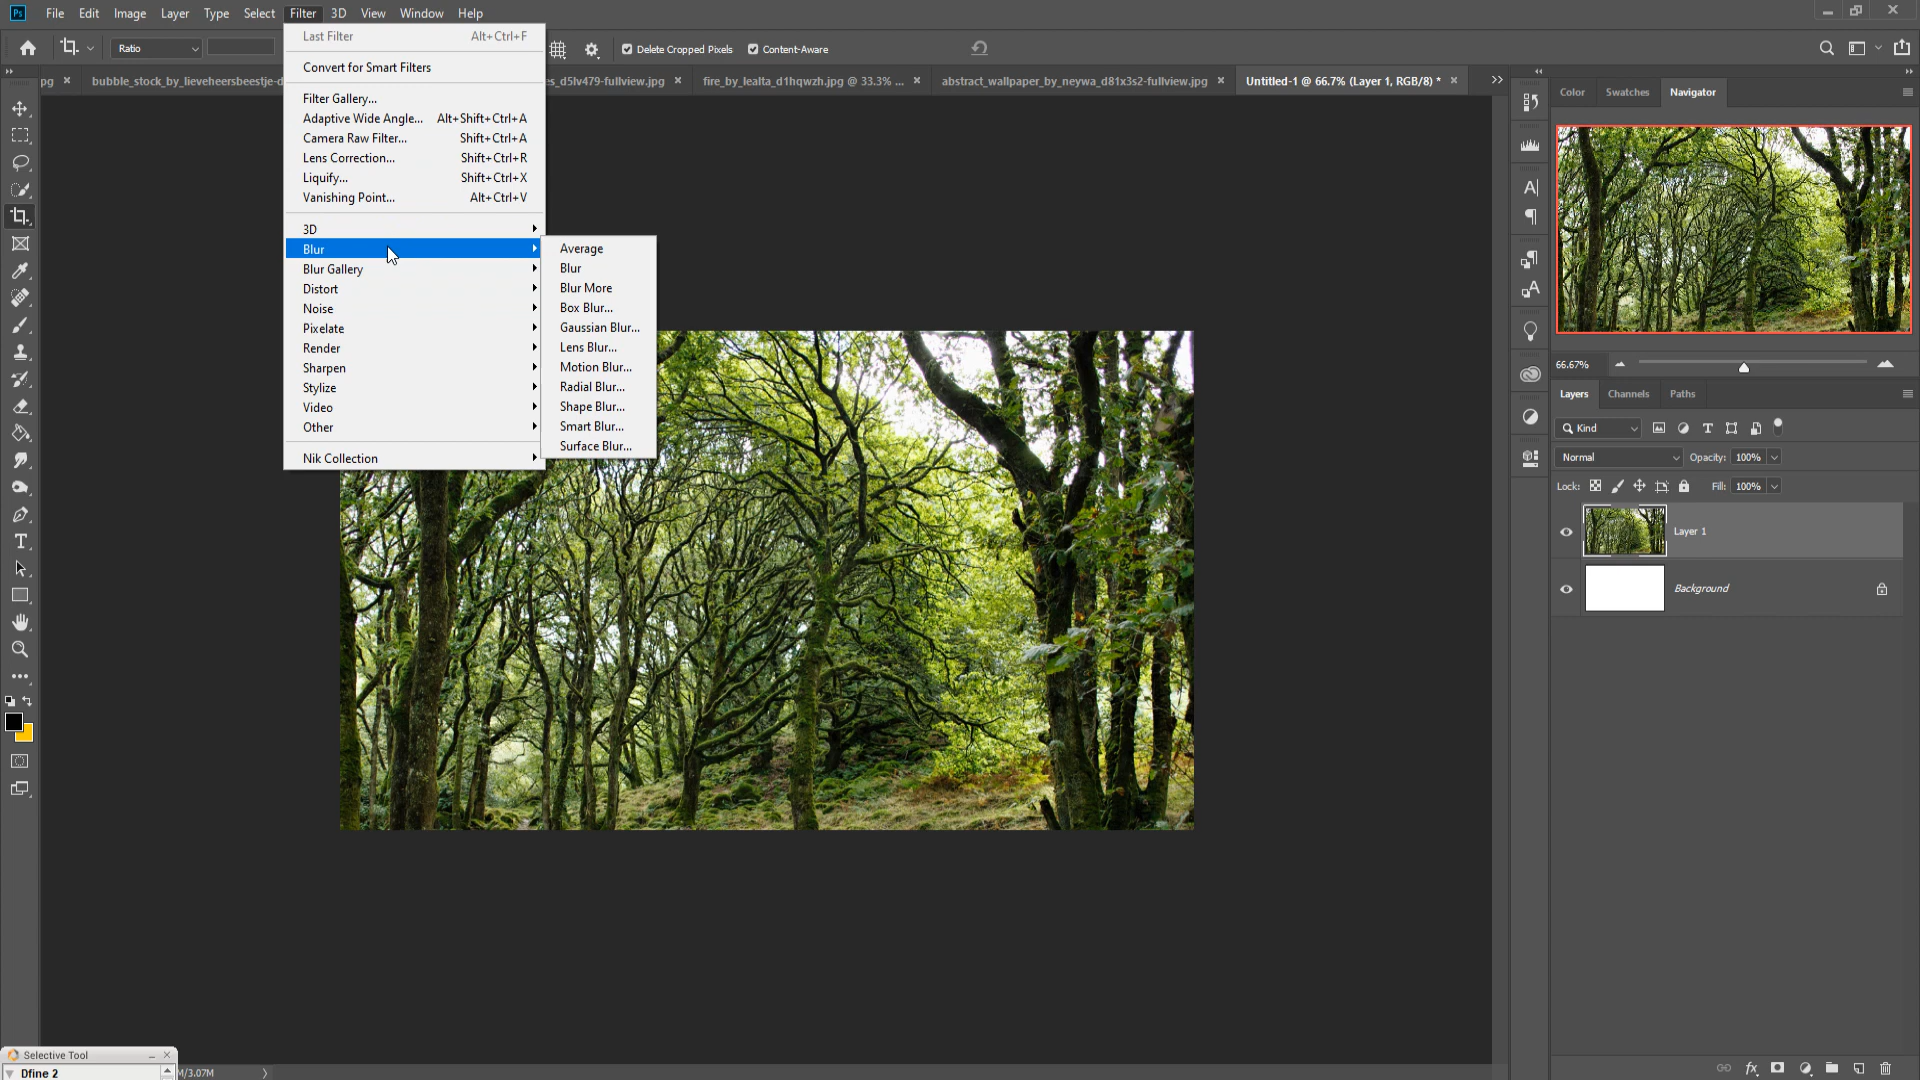 Ps File Edit Image Layer Type Select Filter 3D View Window Help
Ratio Delete Cropped Pixels Content-Aware
pg × bubble_stock_by_lieveheersbeestje-d es_d5lv479-fullview.jpg × fire_by_lealta_d1hqwzh.jpg @ 33.3% ... × abstract_wallpaper_by_neywa_d81x3s2-fullview.jpg × Untitled-1 @ 66.7% (Layer 1, RGB/8) * ×
Last Filter Alt+Ctrl+F
Convert for Smart Filters
Filter Gallery...
Adaptive Wide Angle... Alt+Shift+Ctrl+A
Camera Raw Filter... Shift+Ctrl+A
Lens Correction... Shift+Ctrl+R
Liquify... Shift+Ctrl+X
Vanishing Point... Alt+Ctrl+V
3D
Blur
Blur Gallery
Distort
Noise
Pixelate
Render
Sharpen
Stylize
Video
Other
Nik Collection
Average
Blur
Blur More
Box Blur...
Gaussian Blur...
Lens Blur...
Motion Blur...
Radial Blur...
Shape Blur...
Smart Blur...
Surface Blur...
Color Swatches Navigator
66.67%
Layers Channels Paths
Kind
Normal Opacity: 100%
Lock: Fill: 100%
Layer 1
Background
Selective Tool
Dfine 2
M/3.07M